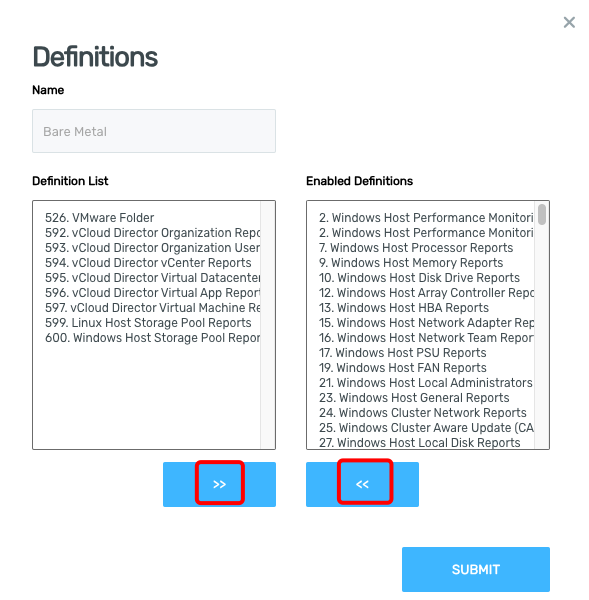 Definitions
Name
Bare Metal
Definition List
526. VMware Folder
592. vCloud Director Organization Repo
593. vCloud Director Organization User
594. vCloud Director vCenter Reports
595. vCloud Director Virtual Datacenter
596. vCloud Director Virtual App Report
597. vCloud Director Virtual Machine Re
599. Linux Host Storage Pool Reports
600. Windows Host Storage Pool Repor
>>
Enabled Definitions
2. Windows Host Performance Monitori
2. Windows Host Performance Monitori
7. Windows Host Processor Reports
9. Windows Host Memory Reports
10. Windows Host Disk Drive Reports
12. Windows Host Array Controller Repo
13. Windows Host HBA Reports
15. Windows Host Network Adapter Rep
16. Windows Host Network Team Repor
17. Windows Host PSU Reports
19. Windows Host FAN Reports
21. Windows Host Local Administrators
23. Windows Host General Reports
24. Windows Cluster Network Reports
25. Windows Cluster Aware Update (CA
27. Windows Host Local Disk Reports
<<
SUBMIT